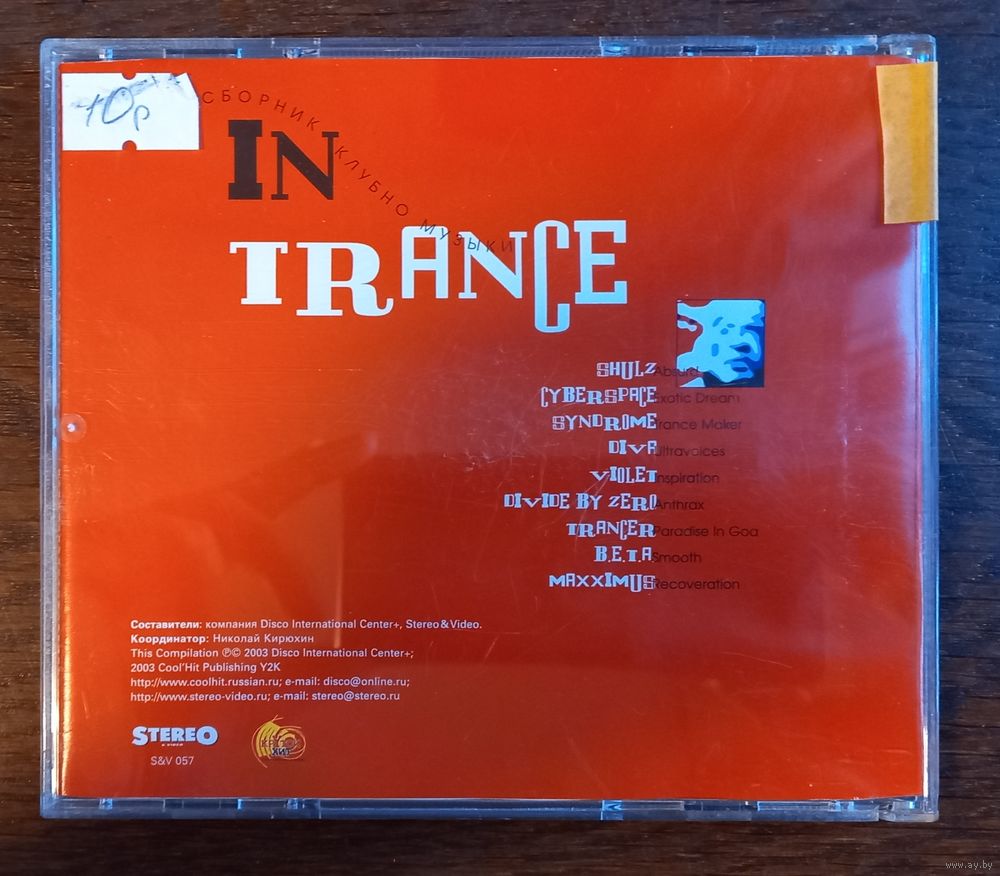 10р
СБОРНИК КЛУБНО МУЗЫКИ
IN
TRANCE
SHULZ Absurd
CYBERSPACE Exotic Dream
SYNDROME Trance Maker
DIVA Ultravoices
VIOLET Inspiration
DIVIDE BY ZERO Anthrax
TRANCER Paradise In Goa
B.E.T.A Smooth
MAXXIMUS Recoveration
Составители: компания Disco International Center+, Stereo & Video.
Координатор: Николай Кирюхин
This Compilation ℗© 2003 Disco International Center+;
2003 Cool'Hit Publishing Y2K
http://www.coolhit.russian.ru; e-mail: disco@online.ru;
http://www.stereo-video.ru; e-mail: stereo@stereo.ru
STEREO
& VIDEO
S&V 057
ХИТ
www.ay.by